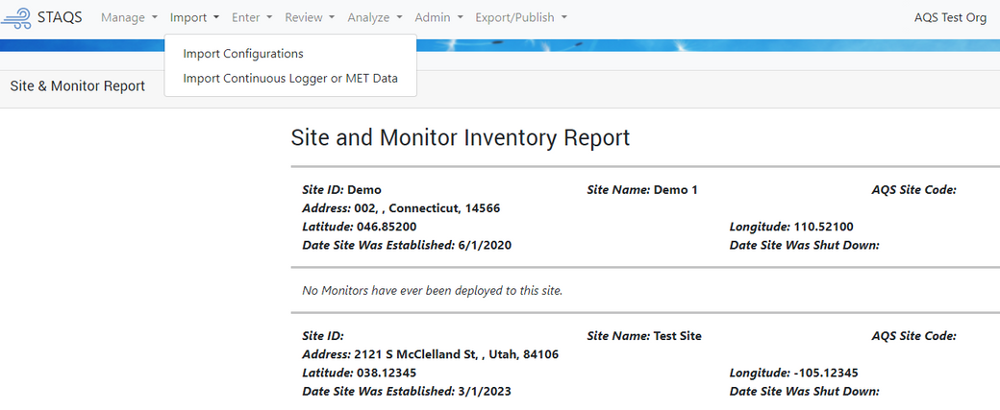 STAQS Manage Import Enter Review Analyze Admin Export/Publish AQS Test Org
Import Configurations
Import Continuous Logger or MET Data
Site & Monitor Report
Site and Monitor Inventory Report
Site ID: Demo Site Name: Demo 1 AQS Site Code:
Address: 002, , Connecticut, 14566
Latitude: 046.85200 Longitude: 110.52100
Date Site Was Established: 6/1/2020 Date Site Was Shut Down:
No Monitors have ever been deployed to this site.
Site ID: Site Name: Test Site AQS Site Code:
Address: 2121 S McClelland St, , Utah, 84106
Latitude: 038.12345 Longitude: -105.12345
Date Site Was Established: 3/1/2023 Date Site Was Shut Down: